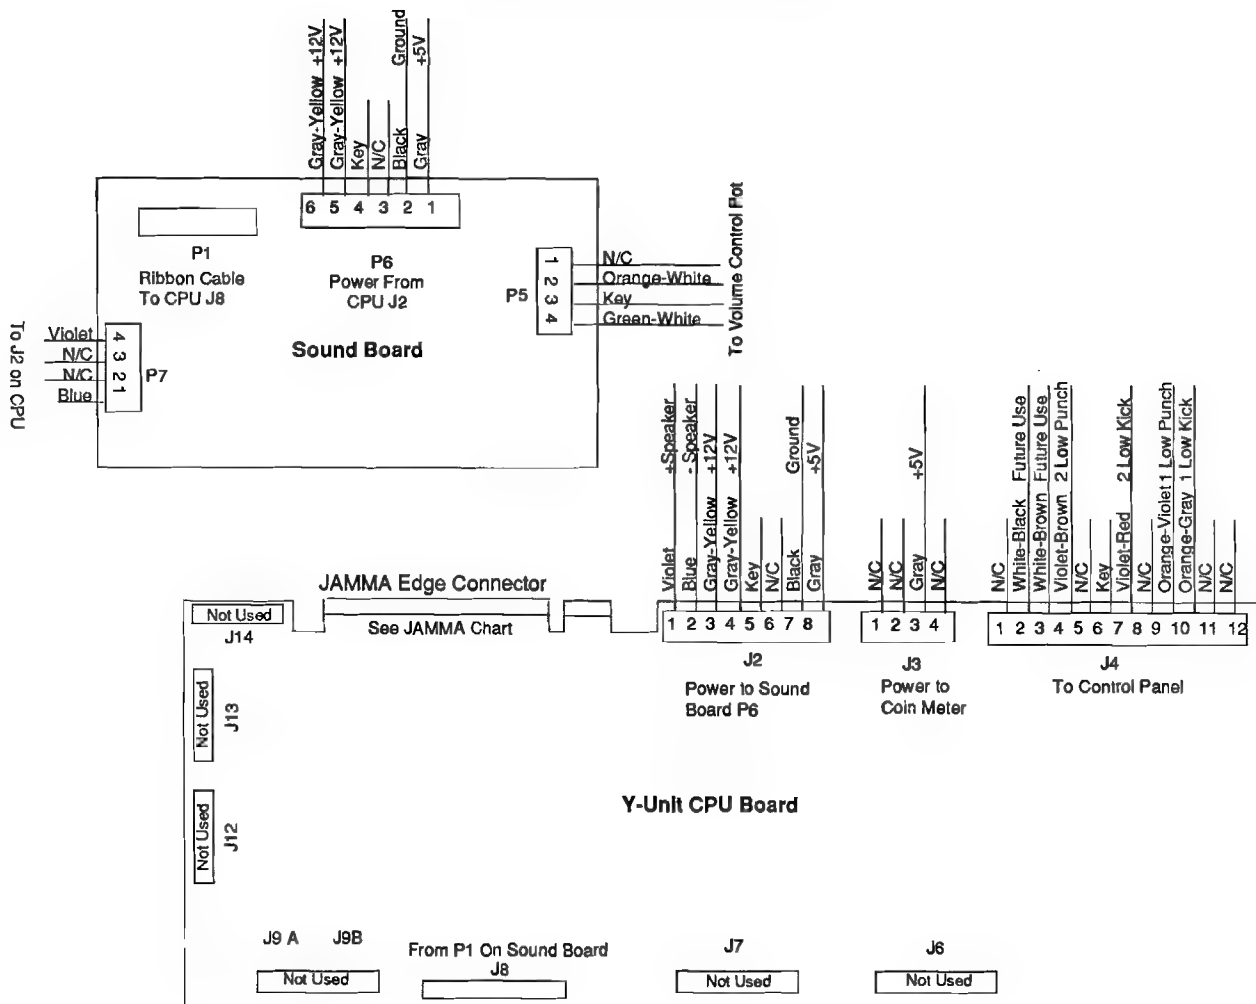 Gray-Yellow +12V
Gray-Yellow +12V
Key
N/C
Black Ground
Gray +5V
6 5 4 3 2 1
P1
Ribbon Cable
To CPU J8
P6
Power From
CPU J2
P5
1 2 3 4
N/C
Orange-White
Key
Green-White
To Volume Control Pot
Sound Board
To J2 on CPU
Violet
N/C
N/C
Blue
4 3 2 1
P7
Violet +Speaker
Blue - Speaker
Gray-Yellow +12V
Gray-Yellow +12V
Key
N/C
Black Ground
Gray +5V
N/C
N/C
Gray +5V
N/C
N/C
White-Black Future Use
White-Brown Future Use
Violet-Brown 2 Low Punch
N/C
Key
Violet-Red 2 Low Kick
N/C
Orange-Violet 1 Low Punch
Orange-Gray 1 Low Kick
N/C
N/C
JAMMA Edge Connector
Not Used
See JAMMA Chart
J14
1 2 3 4 5 6 7 8
1 2 3 4
1 2 3 4 5 6 7 8 9 10 11 12
J2
Power to Sound
Board P6
J3
Power to
Coin Meter
J4
To Control Panel
Not Used
J13
Not Used
J12
Y-Unit CPU Board
J9 A J9B
Not Used
From P1 On Sound Board
J8
J7
Not Used
J6
Not Used